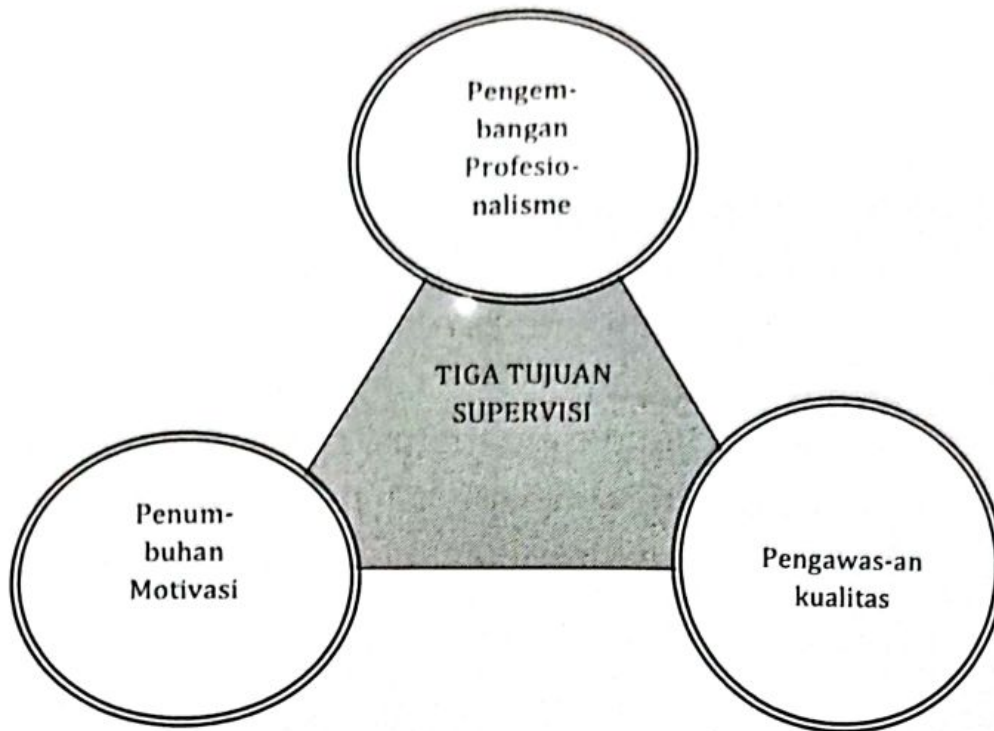 Pengem-
bangan
Profesio-
nalisme
TIGA TUJUAN
SUPERVISI
Penum-
buhan
Motivasi
Pengawas-an
kualitas